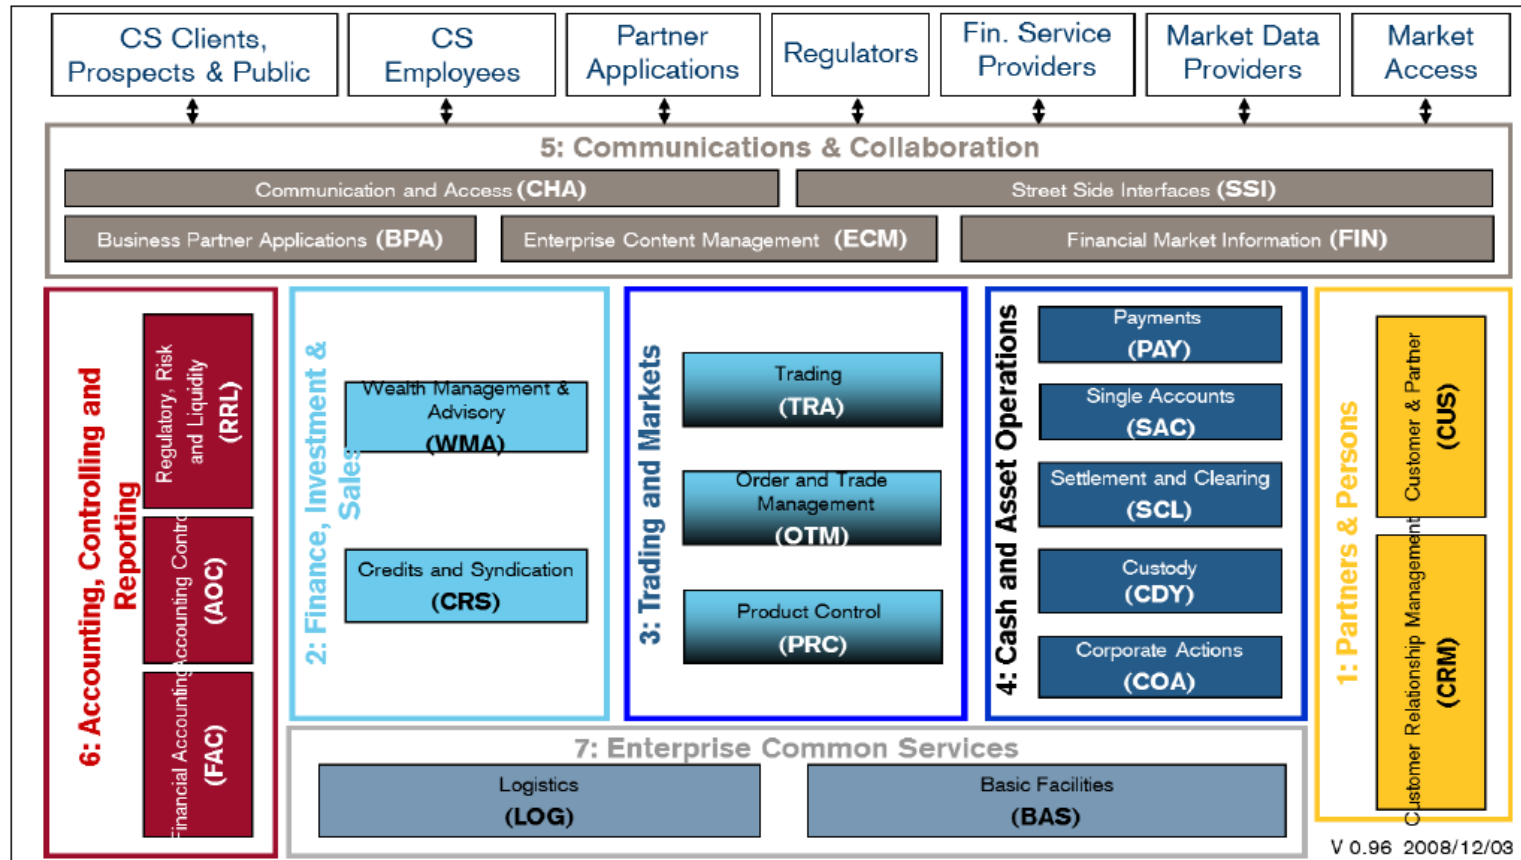 CS Clients,
Prospects & Public
CS
Employees
Partner
Applications
Regulators
Fin. Service
Providers
Market Data
Providers
Market
Access
5: Communications & Collaboration
Communication and Access (CHA)
Street Side Interfaces (SSI)
Business Partner Applications (BPA)
Enterprise Content Management (ECM)
Financial Market Information (FIN)
6: Accounting, Controlling and
Reporting
Regulatory, Risk
and Liquidity
(RRL)
Accounting Control
(AOC)
Financial Accounting
(FAC)
2: Finance, Investment &
Sales
Wealth Management &
Advisory
(WMA)
Credits and Syndication
(CRS)
3: Trading and Markets
Trading
(TRA)
Order and Trade
Management
(OTM)
Product Control
(PRC)
4: Cash and Asset Operations
Payments
(PAY)
Single Accounts
(SAC)
Settlement and Clearing
(SCL)
Custody
(CDY)
Corporate Actions
(COA)
1: Partners & Persons
Customer & Partner
(CUS)
Customer Relationship Management
(CRM)
7: Enterprise Common Services
Logistics
(LOG)
Basic Facilities
(BAS)
V 0.96 2008/12/03